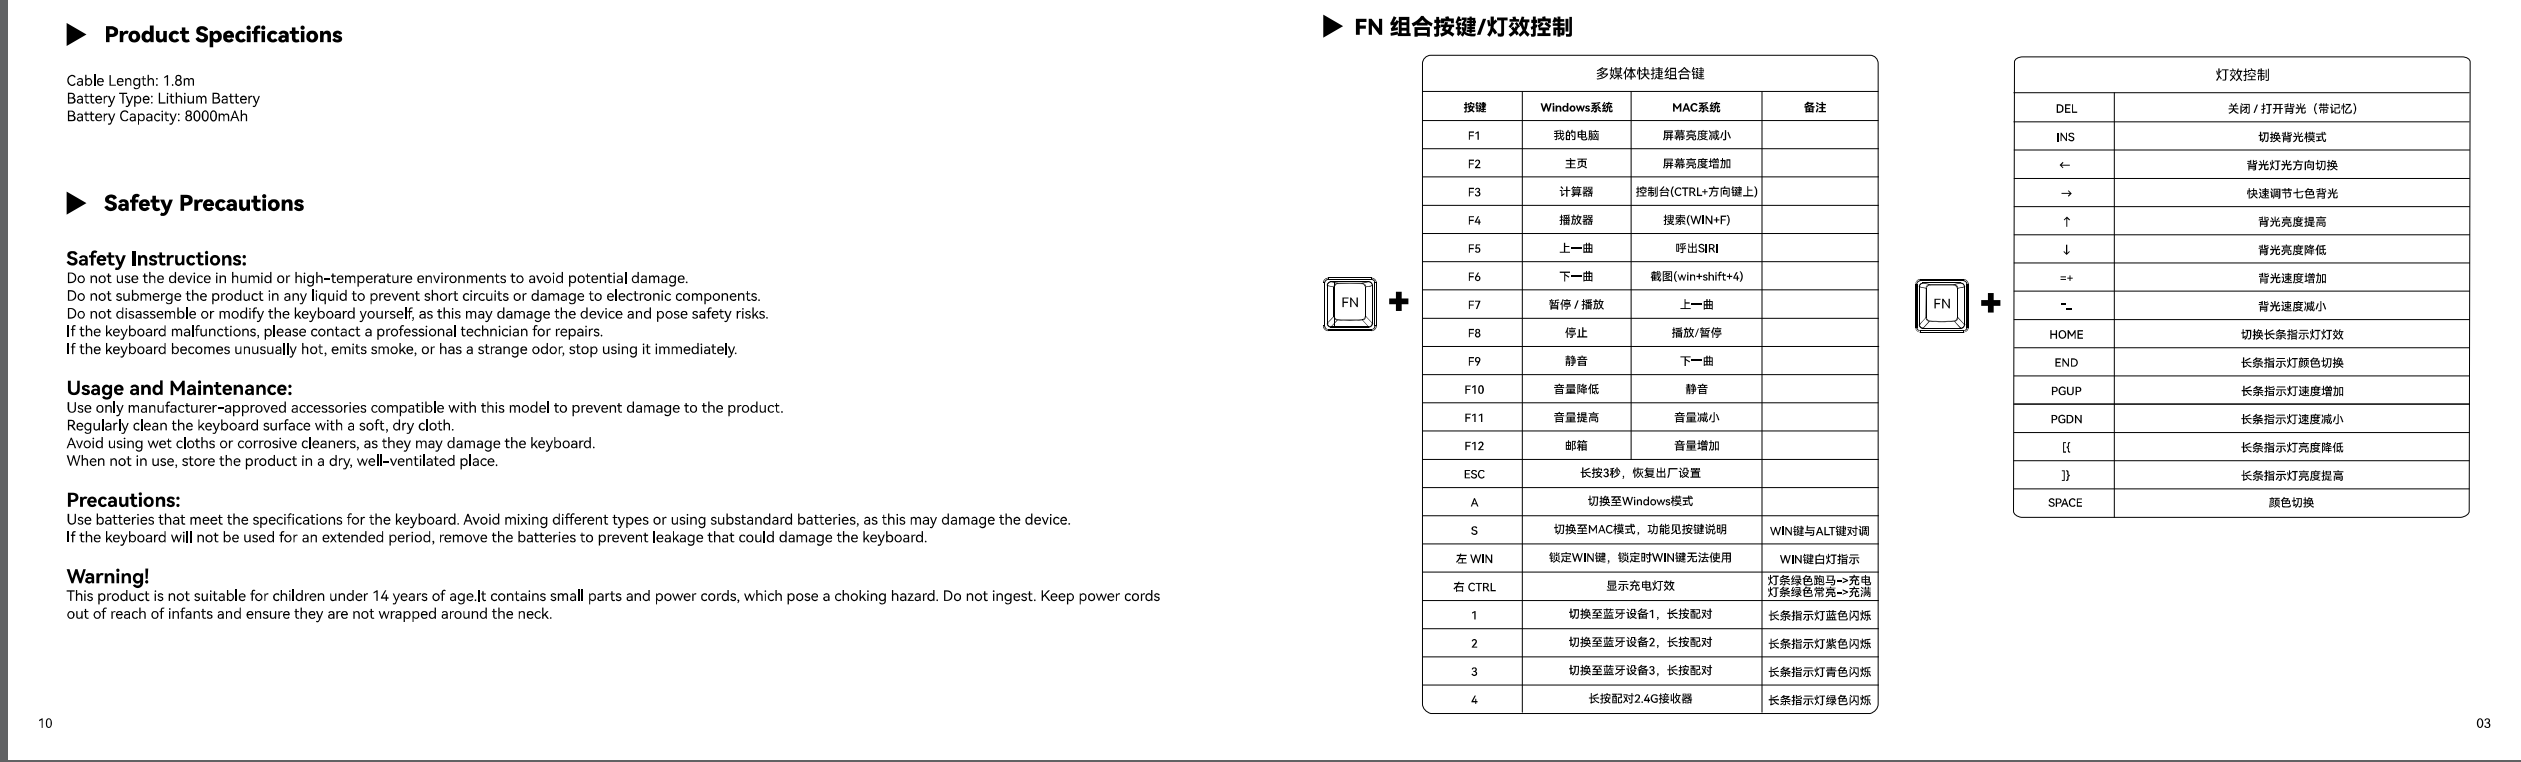 Product Specifications
Cable Length: 1.8m
Battery Type: Lithium Battery
Battery Capacity: 8000mAh
Safety Precautions
Safety Instructions:
Do not use the device in humid or high-temperature environments to avoid potential damage.
Do not submerge the product in any liquid to prevent short circuits or damage to electronic components.
Do not disassemble or modify the keyboard yourself, as this may damage the device and pose safety risks.
If the keyboard malfunctions, please contact a professional technician for repairs.
If the keyboard becomes unusually hot, emits smoke, or has a strange odor, stop using it immediately.
Usage and Maintenance:
Use only manufacturer-approved accessories compatible with this model to prevent damage to the product.
Regularly clean the keyboard surface with a soft, dry cloth.
Avoid using wet cloths or corrosive cleaners, as they may damage the keyboard.
When not in use, store the product in a dry, well-ventilated place.
Precautions:
Use batteries that meet the specifications for the keyboard. Avoid mixing different types or using substandard batteries, as this may damage the device.
If the keyboard will not be used for an extended period, remove the batteries to prevent leakage that could damage the keyboard.
Warning!
This product is not suitable for children under 14 years of age.It contains small parts and power cords, which pose a choking hazard. Do not ingest. Keep power cords
out of reach of infants and ensure they are not wrapped around the neck.
10
FN 组合按键/灯效控制
FN +
多媒体快捷组合键
按键 Windows系统 MAC系统 备注
F1 我的电脑 屏幕亮度减小
F2 主页 屏幕亮度增加
F3 计算器 控制台(CTRL+方向键上)
F4 播放器 搜索(WIN+F)
F5 上一曲 呼出SIRI
F6 下一曲 截图(win+shift+4)
F7 暂停 / 播放 上一曲
F8 停止 播放/暂停
F9 静音 下一曲
F10 音量降低 静音
F11 音量提高 音量减小
F12 邮箱 音量增加
ESC 长按3秒，恢复出厂设置
A 切换至Windows模式
S 切换至MAC模式，功能见按键说明 WIN键与ALT键对调
左 WIN 锁定WIN键，锁定时WIN键无法使用 WIN键白灯指示
右 CTRL 显示充电灯效 灯条绿色跑马->充电
灯条绿色常亮->充满
1 切换至蓝牙设备1，长按配对 长条指示灯蓝色闪烁
2 切换至蓝牙设备2，长按配对 长条指示灯紫色闪烁
3 切换至蓝牙设备3，长按配对 长条指示灯青色闪烁
4 长按配对2.4G接收器 长条指示灯绿色闪烁
FN +
灯效控制
DEL 关闭 / 打开背光（带记忆）
INS 切换背光模式
← 背光灯光方向切换
→ 快速调节七色背光
↑ 背光亮度提高
↓ 背光亮度降低
=+ 背光速度增加
-_ 背光速度减小
HOME 切换长条指示灯灯效
END 长条指示灯颜色切换
PGUP 长条指示灯速度增加
PGDN 长条指示灯速度减小
[{ 长条指示灯亮度降低
]} 长条指示灯亮度提高
SPACE 颜色切换
03